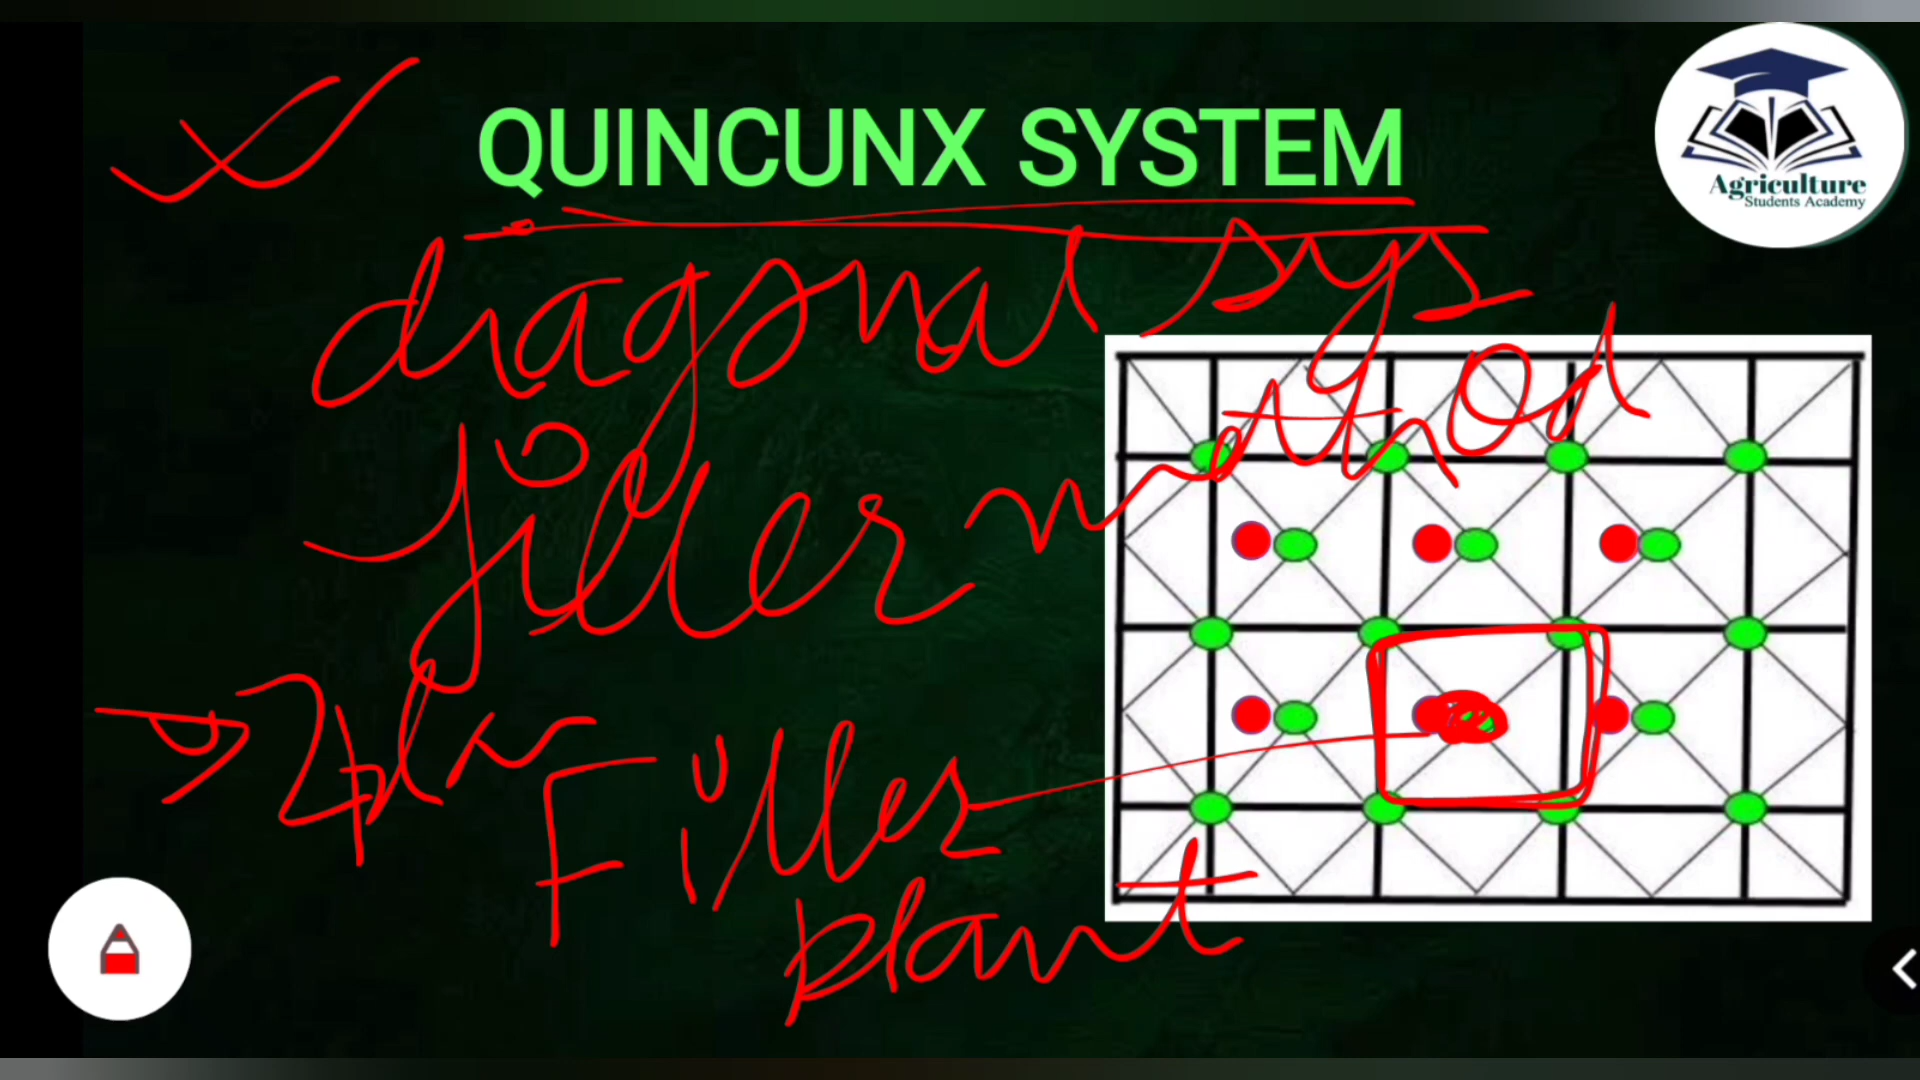 QUINCUNX SYSTEM
Agriculture
Students Academy
diagonal sys
filler method
Filler
plant